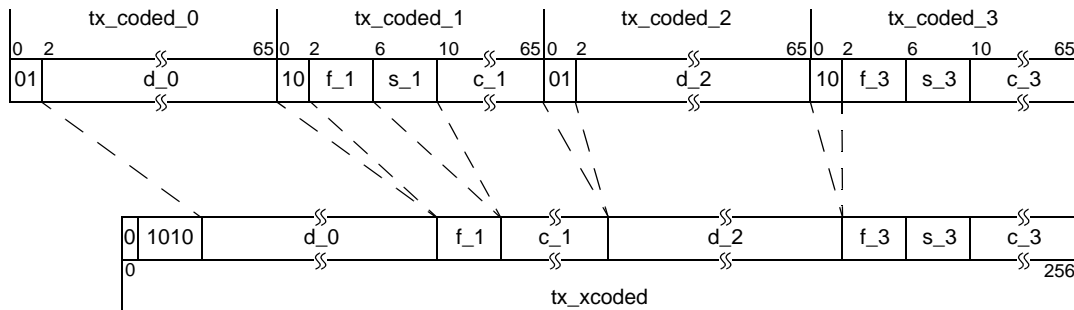 tx_coded_0 tx_coded_1 tx_coded_2 tx_coded_3
0 2 65 0 2 6 10 65 0 2 65 0 2 6 10 65
01 d_0 10 f_1 s_1 c_1 01 d_2 10 f_3 s_3 c_3
0 1010 d_0 f_1 c_1 d_2 f_3 s_3 c_3
0 256
tx_xcoded